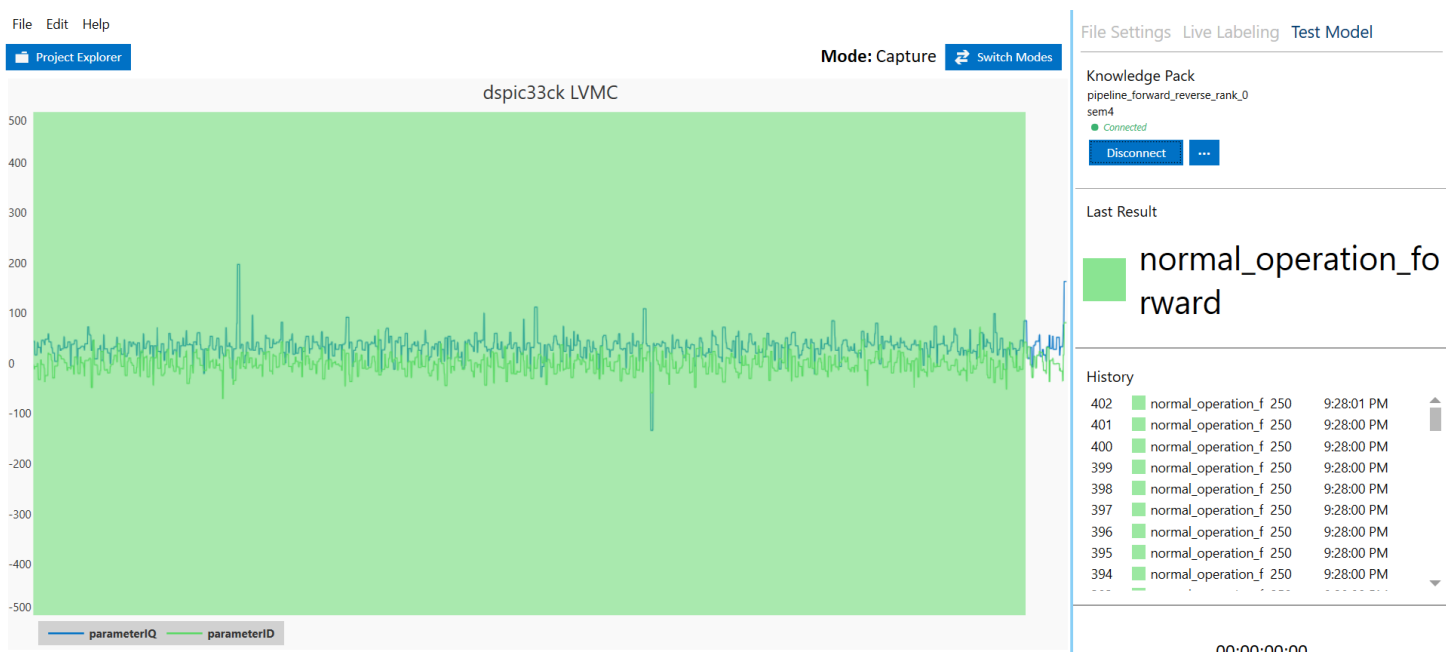 File Edit Help
Project Explorer
Mode: Capture
Switch Modes
dspic33ck LVMC
500
400
300
200
100
0
-100
-200
-300
-400
-500
parameterIQ parameterID
File Settings Live Labeling Test Model
Knowledge Pack
pipeline_forward_reverse_rank_0
sem4
Connected
Disconnect ...
Last Result
normal_operation_fo
rward
History
402 normal_operation_f 250 9:28:01 PM
401 normal_operation_f 250 9:28:00 PM
400 normal_operation_f 250 9:28:00 PM
399 normal_operation_f 250 9:28:00 PM
398 normal_operation_f 250 9:28:00 PM
397 normal_operation_f 250 9:28:00 PM
396 normal_operation_f 250 9:28:00 PM
395 normal_operation_f 250 9:28:00 PM
394 normal_operation_f 250 9:28:00 PM
00:00:00:00